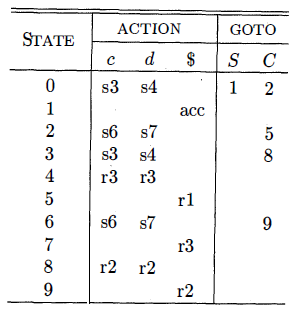 STATE ACTION GOTO
c d $ S C
0 s3 s4 1 2
1 acc
2 s6 s7 5
3 s3 s4 8
4 r3 r3
5 r1
6 s6 s7 9
7 r3
8 r2 r2
9 r2